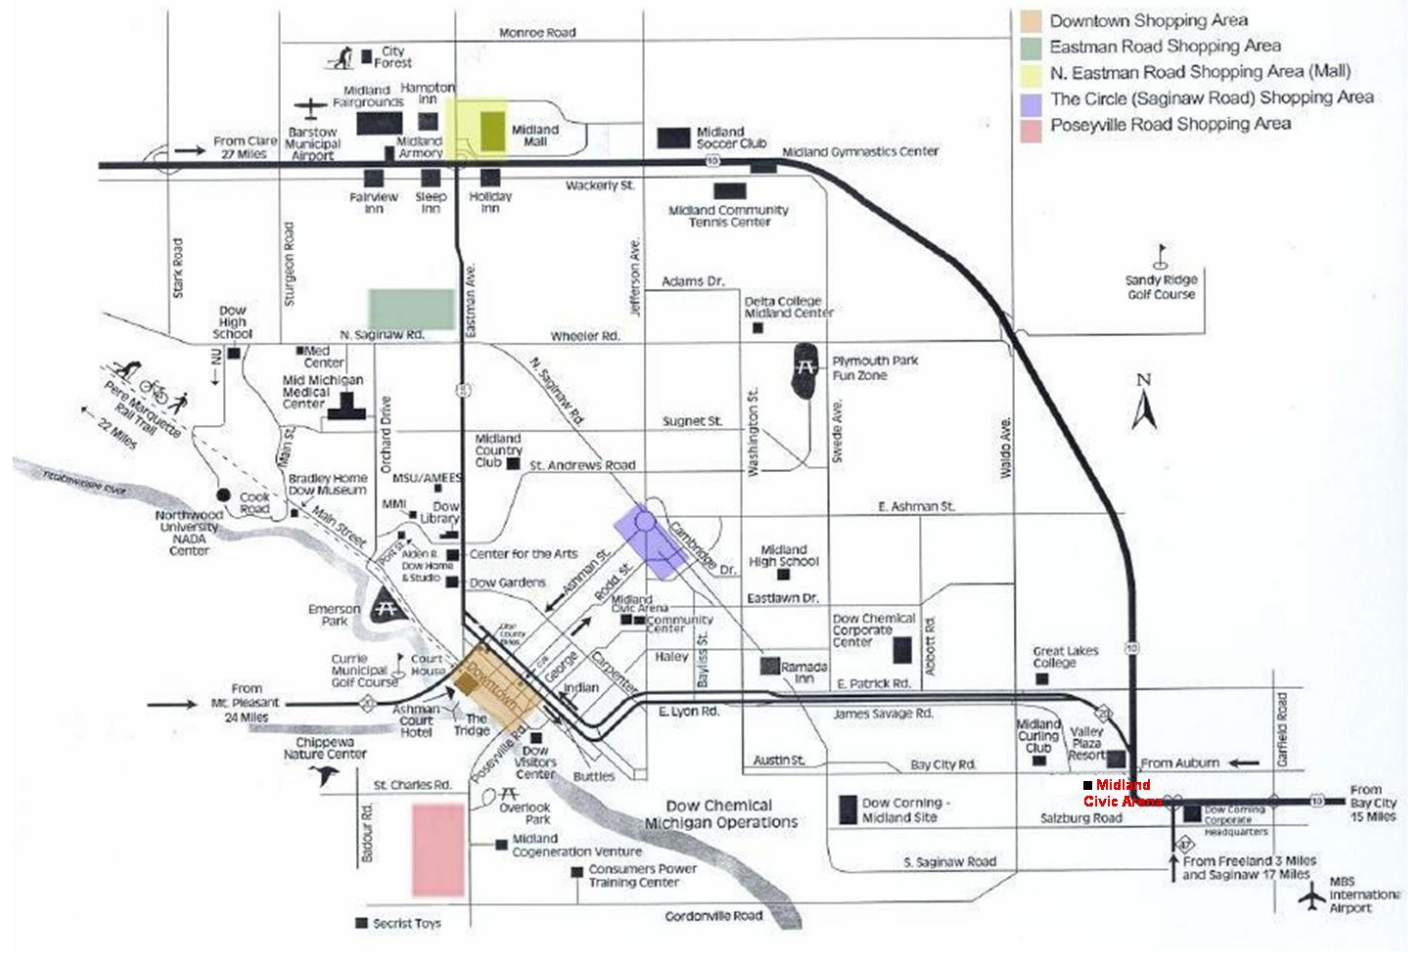 Monroe Road
Downtown Shopping Area
Eastman Road Shopping Area
N. Eastman Road Shopping Area (Mall)
The Circle (Saginaw Road) Shopping Area
Poseyville Road Shopping Area
City
Forest
Midland
Fairgrounds
Hampton
Inn
Barstow
Municipal
Airport
From Clare
27 Miles
Midland
Armory
Midland
Mall
Midland
Soccer Club
10
Midland Gymnastics Center
Fairview
Inn
Sleep
Inn
Holiday
Inn
Wackerly St.
Midland Community
Tennis Center
Stark Road
Sturgeon Road
Eastman Ave.
Jefferson Ave.
Adams Dr.
Sandy Ridge
Golf Course
Delta College
Midland Center
Dow
High
School
NU
N. Saginaw Rd.
Wheeler Rd.
Med
Center
Mid Michigan
Medical
Center
N. Saginaw Rd.
Plymouth Park
Fun Zone
N
Pere Marquette
Rail Trail
22 Miles
Main St.
Orchard Drive
Sugnet St.
Washington St.
Swede Ave.
Waldo Ave.
Midland
Country
Club
St. Andrews Road
Bradley Home
Dow Museum
MSU/AMEES
MMI
Dow
Library
Cook
Road
Main Street
Northwood
University
NADA
Center
Post St.
Alden B.
Dow Home
& Studio
Center for the Arts
Dow Gardens
E. Ashman St.
Cambridge
Dr.
Ashman St.
Rodd. St.
Midland
High School
Eastlawn Dr.
Emerson
Park
Midland
Civic Arena
Community
Center
Dow Chemical
Corporate
Center
Abbott Rd.
Bayliss St.
Haley
George
Carpenter
Indian
Currie
Municipal
Golf Course
Court
House
Downtown
Ramada
Inn
E. Patrick Rd.
Great Lakes
College
10
From
Mt. Pleasant
24 Miles
20
Ashman
Court
Hotel
The
Tridge
E. Lyon Rd.
James Savage Rd.
20
Midland
Curling
Club
Valley
Plaza
Resort
Garfield Road
Chippewa
Nature Center
Poseyville Rd.
Dow
Visitors
Center
Buttles
Austin St.
Bay City Rd.
From Auburn
St. Charles Rd.
Badour Rd.
Overlook
Park
Dow Chemical
Michigan Operations
Dow Corning -
Midland Site
Midland
Civic Arena
10
From
Bay City
15 Miles
Salzburg Road
Dow Corning
Corporate
Headquarters
Midland
Cogeneration Venture
Consumers Power
Training Center
S. Saginaw Road
47
From Freeland 3 Miles
and Saginaw 17 Miles
MBS
International
Airport
Gordonville Road
Secrist Toys